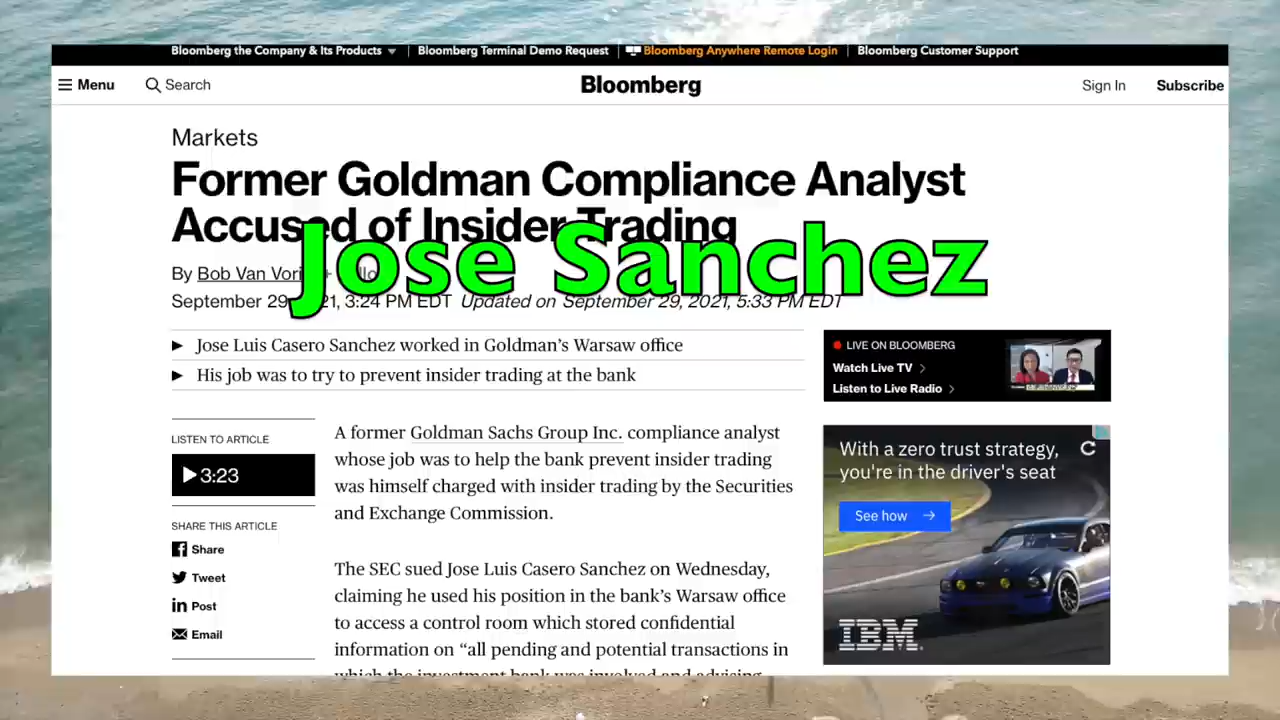 Bloomberg the Company & Its Products
Bloomberg Terminal Demo Request
Bloomberg Anywhere Remote Login
Bloomberg Customer Support
Menu
Search
Bloomberg
Sign In
Subscribe
Markets
Former Goldman Compliance Analyst
Accused of Insider Trading
Jose Sanchez
By Bob Van Vori
September 29, 2021, 3:24 PM EDT Updated on September 29, 2021, 5:33 PM EDT
Jose Luis Casero Sanchez worked in Goldman’s Warsaw office
His job was to try to prevent insider trading at the bank
LIVE ON BLOOMBERG
Watch Live TV
Listen to Live Radio
LISTEN TO ARTICLE
3:23
SHARE THIS ARTICLE
Share
Tweet
Post
Email
A former Goldman Sachs Group Inc. compliance analyst
whose job was to help the bank prevent insider trading
was himself charged with insider trading by the Securities
and Exchange Commission.
The SEC sued Jose Luis Casero Sanchez on Wednesday,
claiming he used his position in the bank’s Warsaw office
to access a control room which stored confidential
information on “all pending and potential transactions in
which the investment bank was involved and advising
With a zero trust strategy,
you're in the driver's seat
See how
IBM.